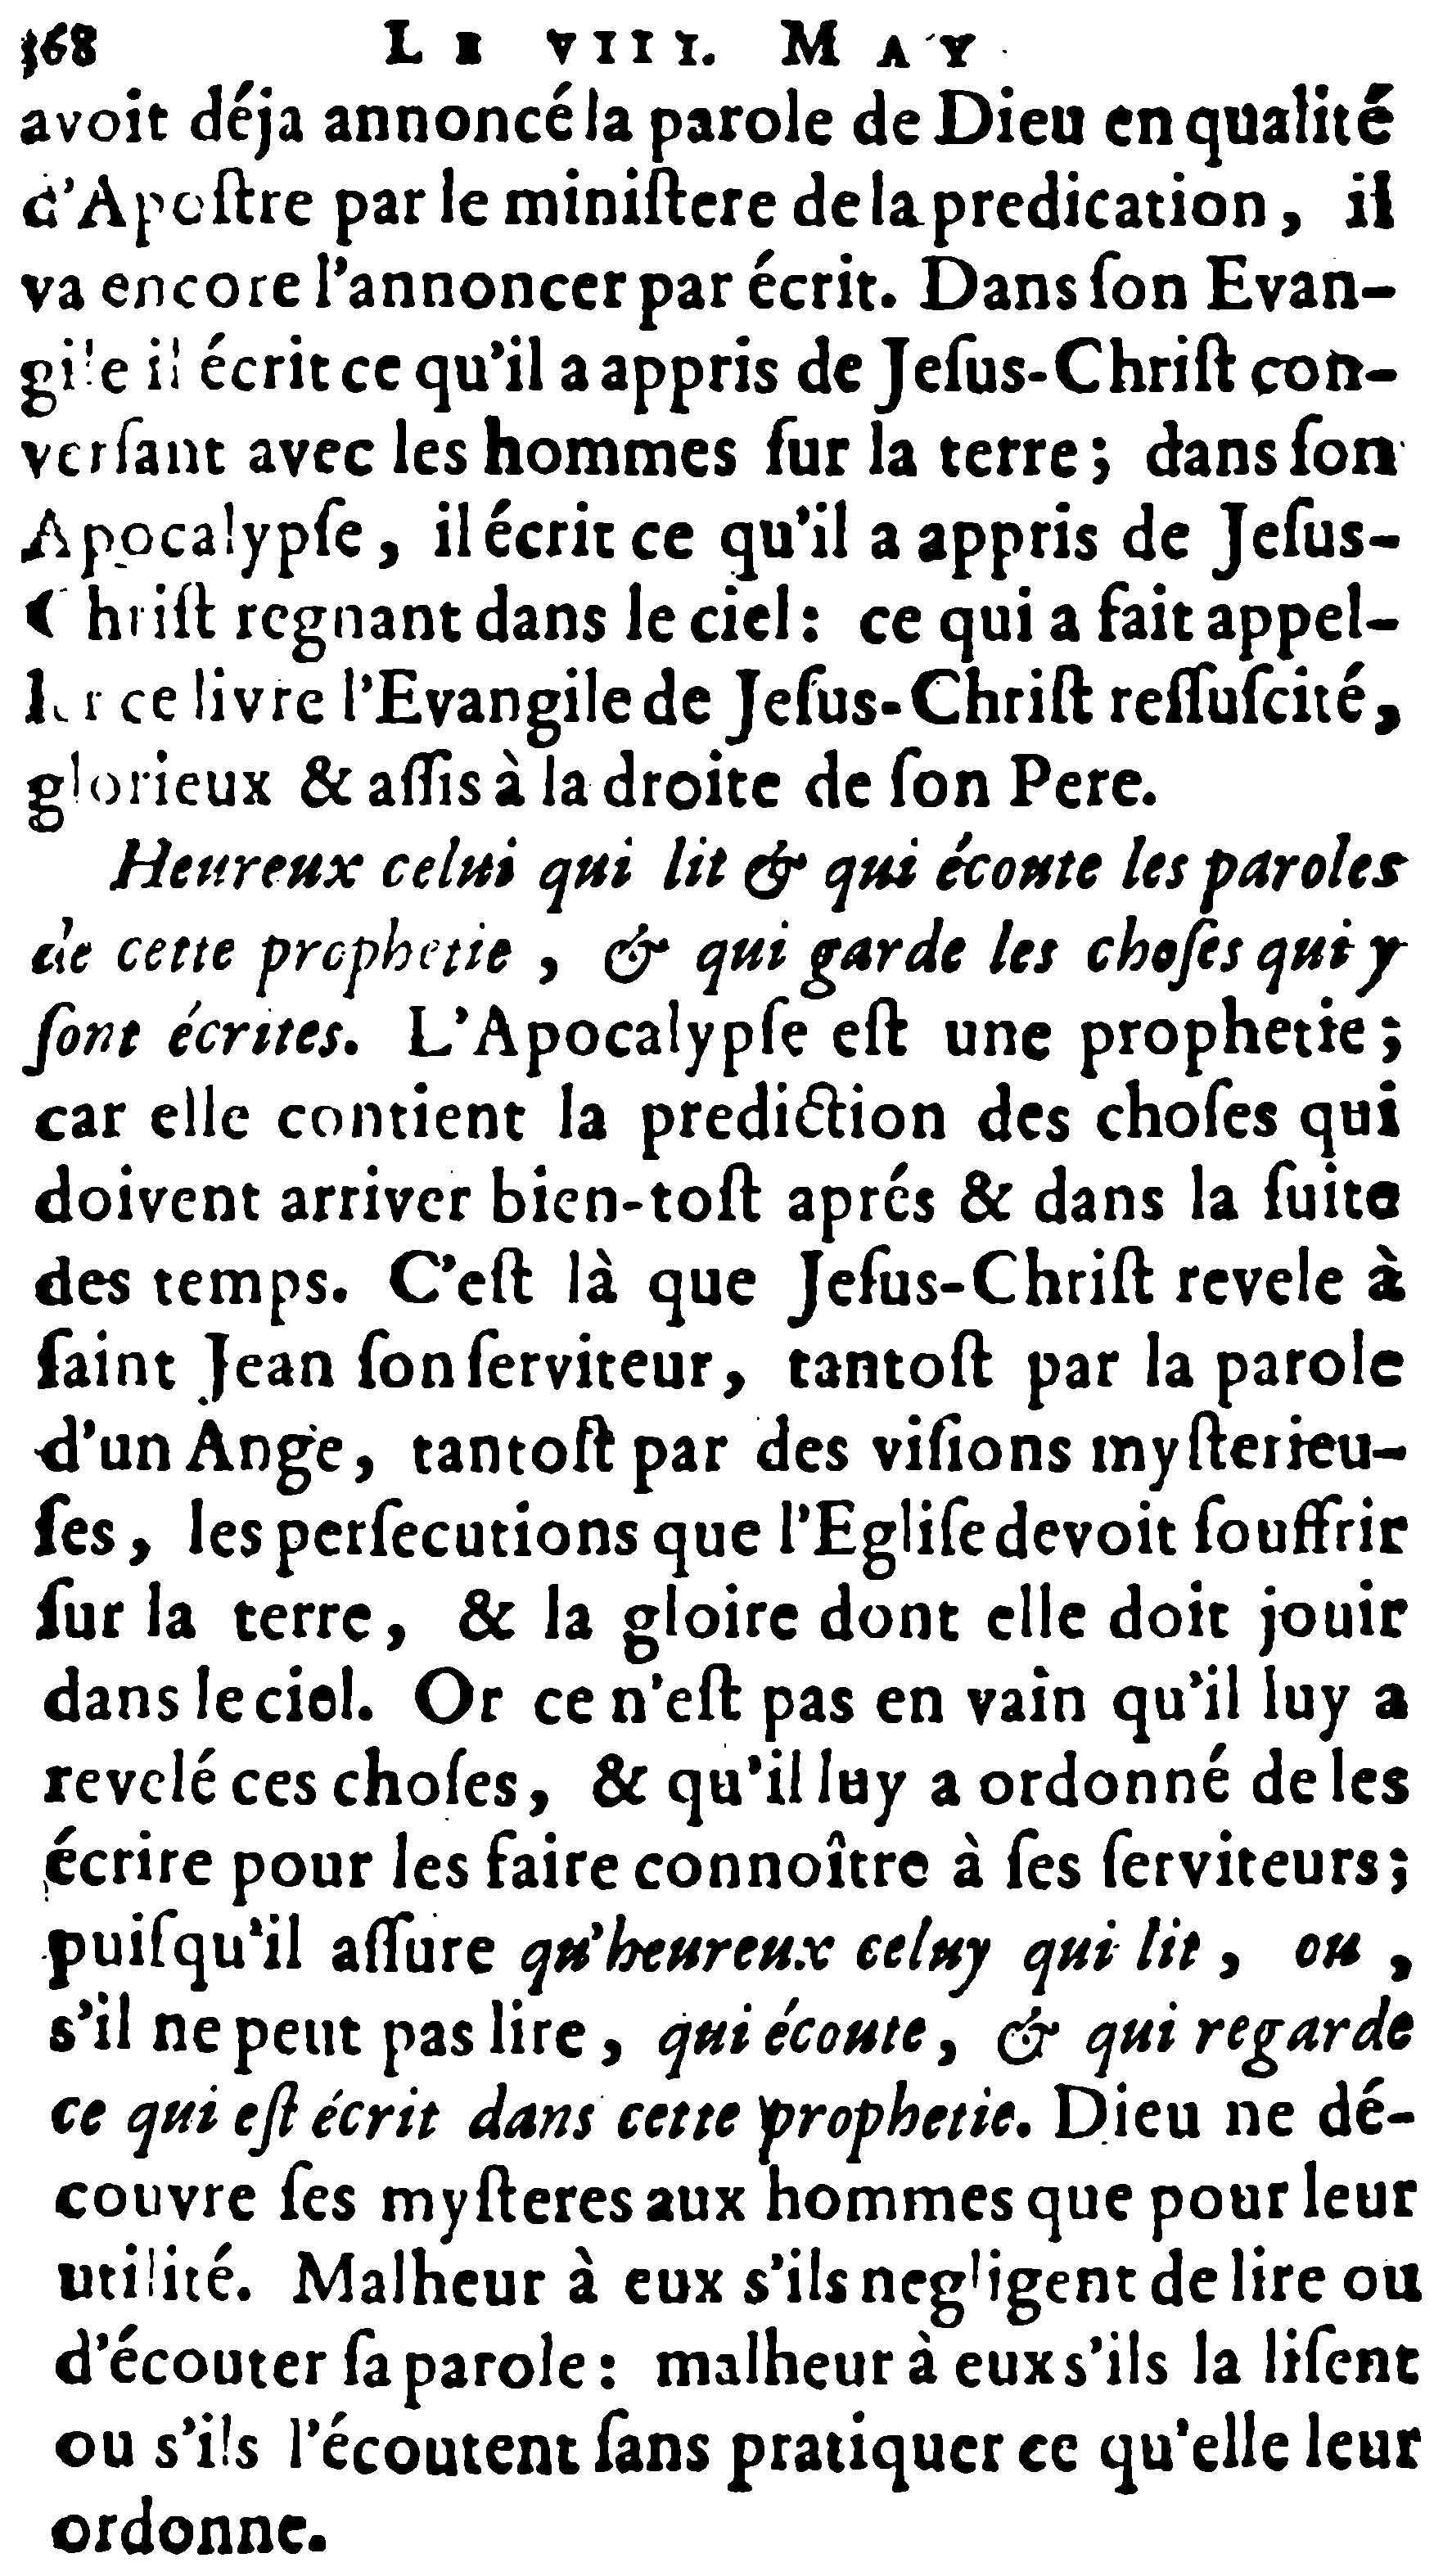 368 LE VIII. MAY
avoit déja annoncé la parole de Dieu en qualité
d'Apoſtre par le miniſtere de la predication, il
va encore l'annoncer par écrit. Dans ſon Evan-
gile il écrit ce qu'il a appris de Jeſus-Chriſt con-
verſant avec les hommes ſur la terre; dans ſon
Apocalypſe, il écrit ce qu'il a appris de Jeſus-
Chriſt regnant dans le ciel: ce qui a fait appel-
ler ce livre l'Evangile de Jeſus-Chriſt reſſuſcité,
glorieux & aſſis à la droite de ſon Pere.
Heureux celui qui lit & qui écoute les paroles
de cette prophetie, & qui garde les choſes qui y
ſont écrites. L'Apocalypſe eſt une prophetie;
car elle contient la prediction des choſes qui
doivent arriver bien-toſt aprés & dans la ſuite
des temps. C'eſt là que Jeſus-Chriſt revele à
ſaint Jean ſon ſerviteur, tantoſt par la parole
d'un Ange, tantoſt par des viſions myſterieu-
ſes, les perſecutions que l'Egliſe devoit ſouffrir
ſur la terre, & la gloire dont elle doit jouir
dans le ciel. Or ce n'eſt pas en vain qu'il luy a
revelé ces choſes, & qu'il luy a ordonné de les
écrire pour les faire connoître à ſes ſerviteurs;
puiſqu'il aſſure qu'heureux celuy qui lit, ou,
s'il ne peut pas lire, qui écoute, & qui regarde
ce qui eſt écrit dans cette prophetie. Dieu ne dé-
couvre ſes myſteres aux hommes que pour leur
utilité. Malheur à eux s'ils negligent de lire ou
d'écouter ſa parole: malheur à eux s'ils la liſent
ou s'ils l'écoutent ſans pratiquer ce qu'elle leur
ordonne.